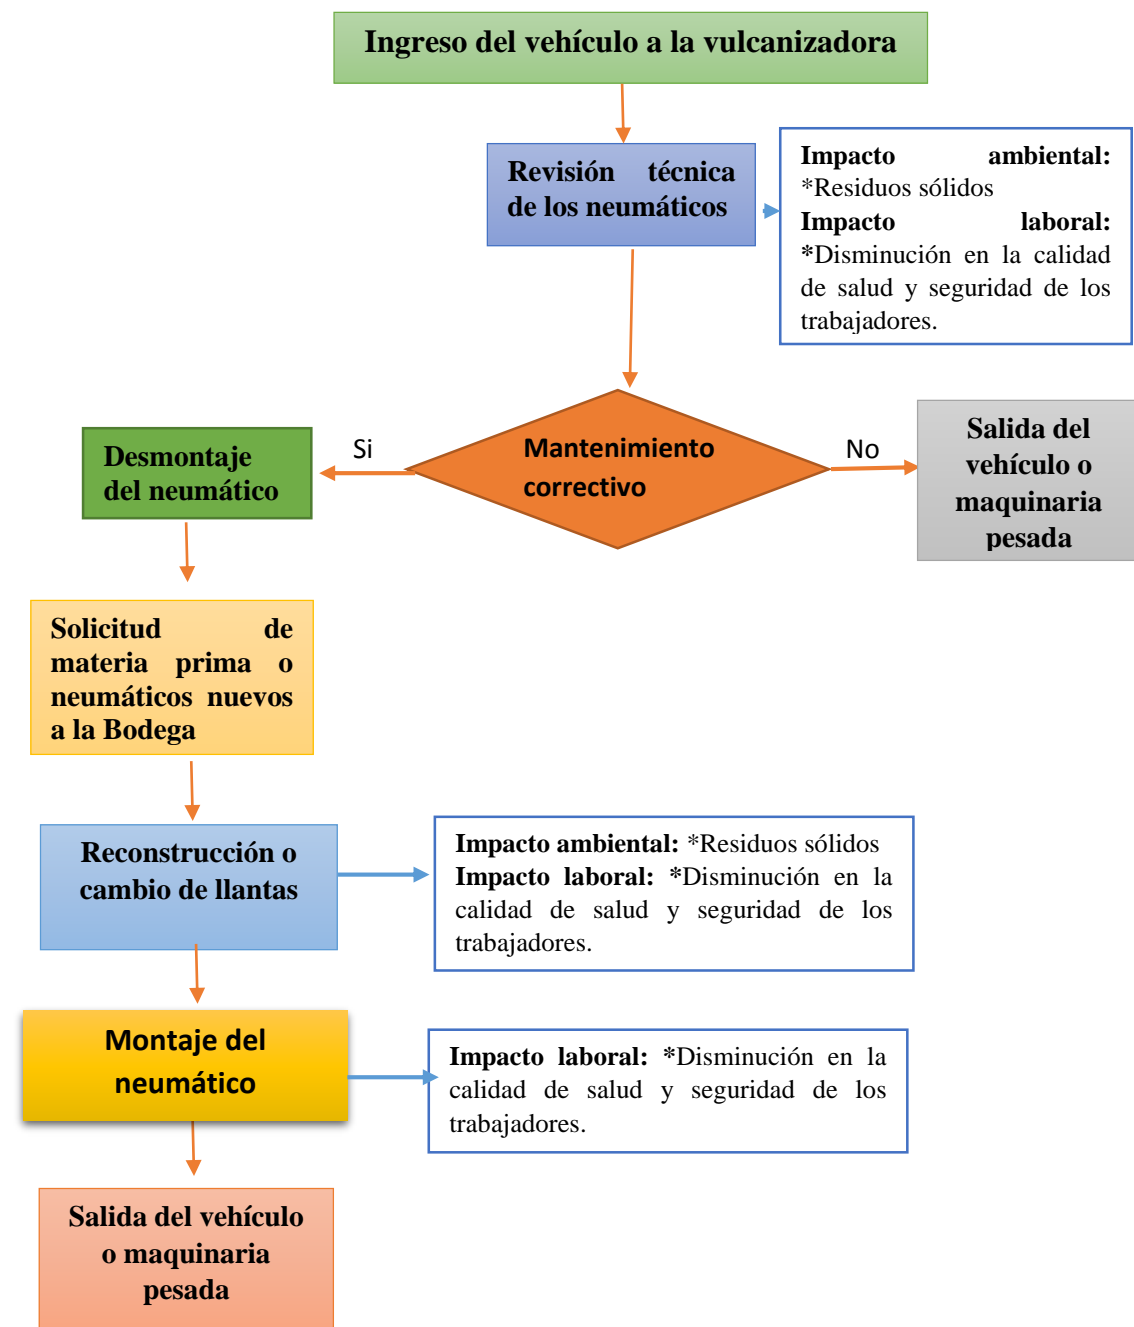 Ingreso del vehículo a la vulcanizadora
Revisión técnica
de los neumáticos
Impacto ambiental:
*Residuos sólidos
Impacto laboral:
*Disminución en la calidad
de salud y seguridad de los
trabajadores.
Mantenimiento
correctivo
Si
No
Desmontaje
del neumático
Salida del
vehículo o
maquinaria
pesada
Solicitud de
materia prima o
neumáticos nuevos
a la Bodega
Reconstrucción o
cambio de llantas
Impacto ambiental: *Residuos sólidos
Impacto laboral: *Disminución en la
calidad de salud y seguridad de los
trabajadores.
Montaje del
neumático
Impacto laboral: *Disminución en la
calidad de salud y seguridad de los
trabajadores.
Salida del vehículo
o maquinaria
pesada